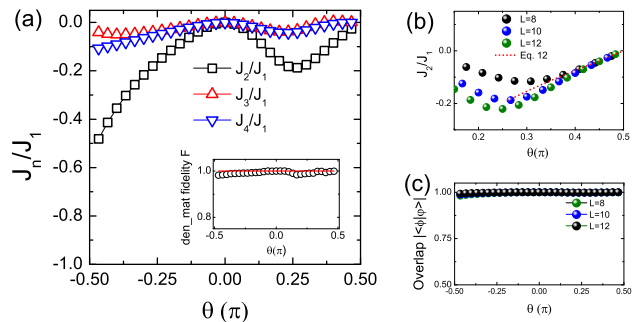 (a)
J_n/J_1
0.0
-0.2
-0.4
-0.6
-0.8
-1.0
-0.50
-0.25
0.00
0.25
0.50
θ (π)
J_2/J_1
J_3/J_1
J_4/J_1
den_mat fidelity F
1.0
0.8
-0.5
0.0
0.5
θ(π)
(b)
J_2/J_1
0.0
-0.2
0.2
0.3
0.4
0.5
θ(π)
L=8
L=10
L=12
Eq. 12
(c)
Overlap |<ϕ|φ>|
1.00
0.75
0.50
-0.50
-0.25
0.00
0.25
0.50
θ (π)
L=8
L=10
L=12